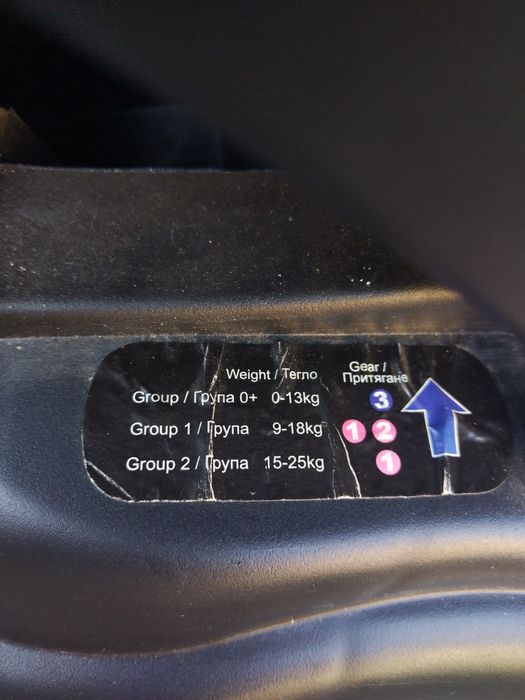 Weight / Тегло Gear / Притягане
Group / Група 0+ 0-13kg 3
Group 1 / Група 9-18kg 1 2
Group 2 / Група 15-25kg 1